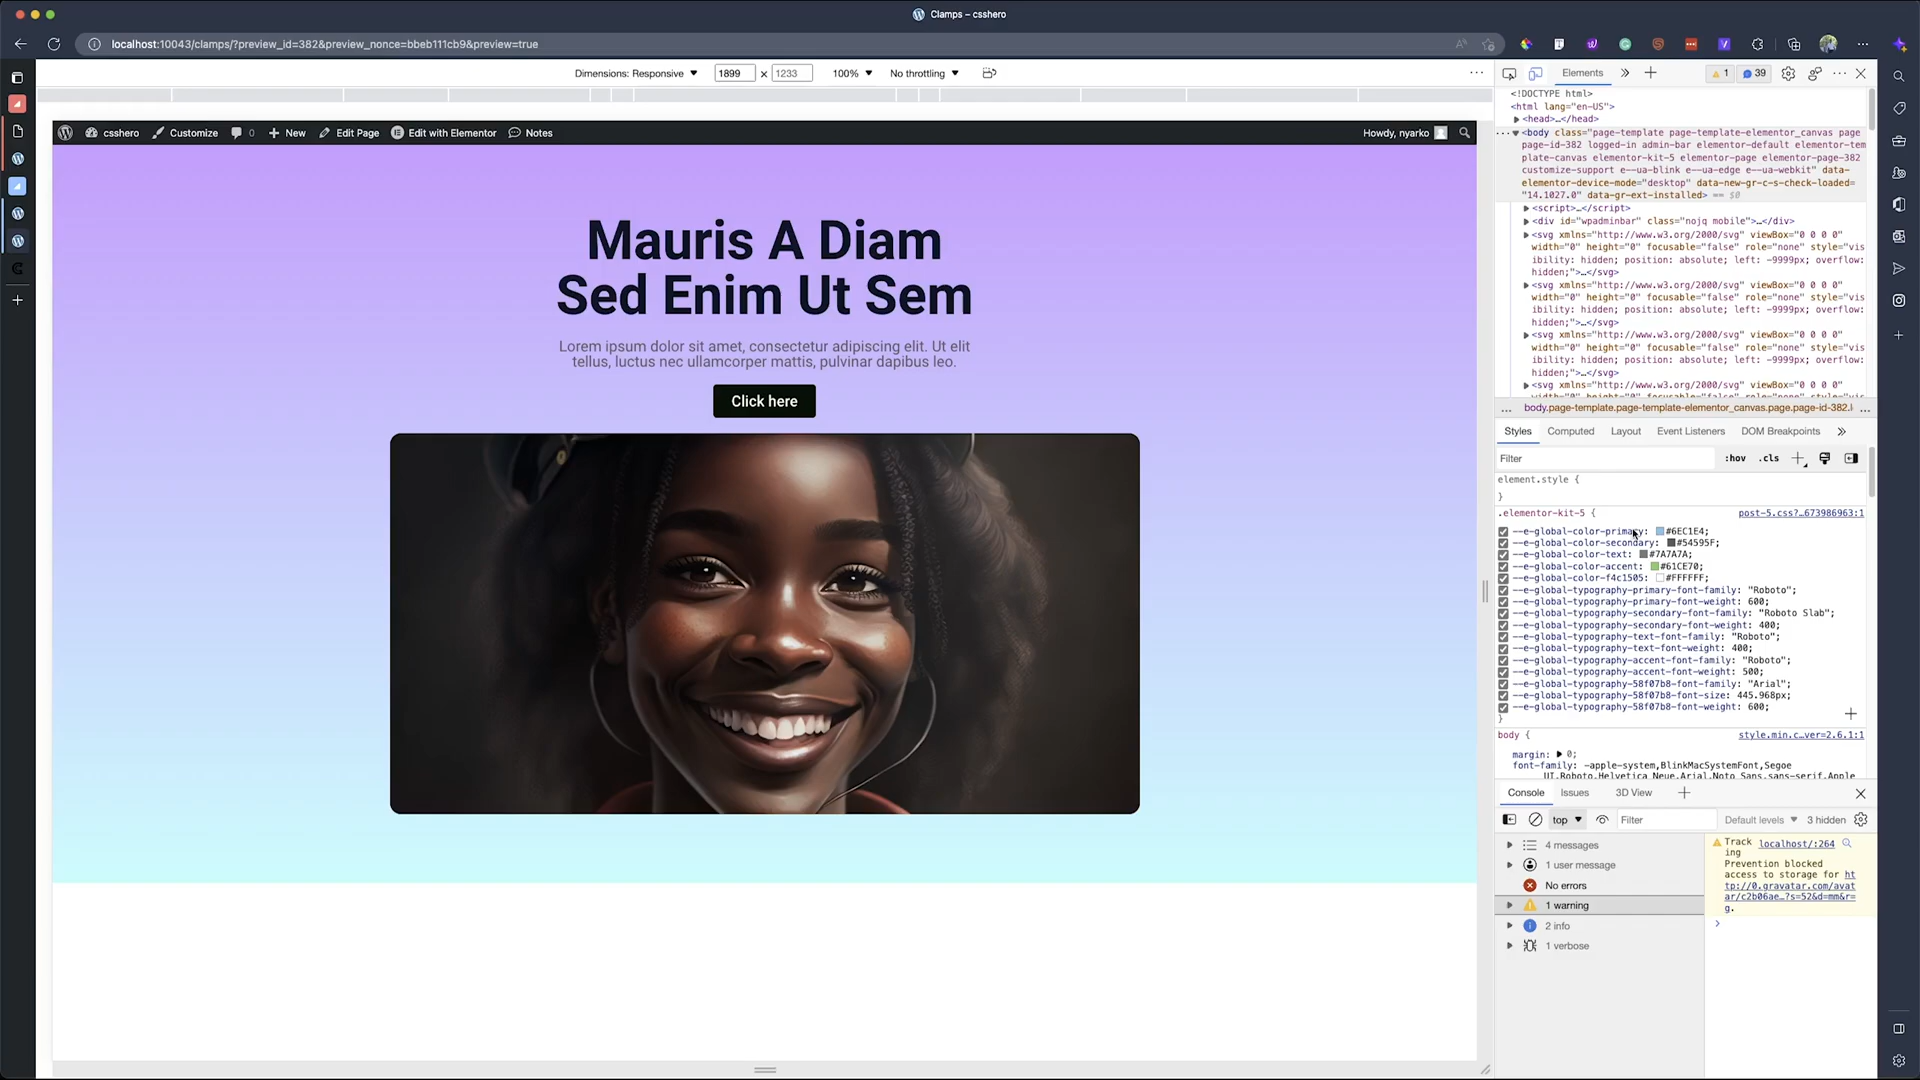 Clamps – csshero
localhost:10043/clamps/?preview_id=382&preview_nonce=bbeb111cb9&preview=true
Dimensions: Responsive 1899 × 1233 100% No throttling
csshero Customize 0 New Edit Page Edit with Elementor Notes Howdy, nyarko
Mauris A Diam
Sed Enim Ut Sem
Lorem ipsum dolor sit amet, consectetur adipiscing elit. Ut elit
tellus, luctus nec ullamcorper mattis, pulvinar dapibus leo.
Click here
Elements 1 39
<!DOCTYPE html>
<html lang="en-US">
<head>…</head>
<body class="page-template page-template-elementor_canvas page
page-id-382 logged-in admin-bar elementor-default elementor-tem
plate-canvas elementor-kit-5 elementor-page elementor-page-382
customize-support e--ua-blink e--ua-edge e--ua-webkit" data-
elementor-device-mode="desktop" data-new-gr-c-s-check-loaded=
"14.1027.0" data-gr-ext-installed> == $0
<script>…</script>
<div id="wpadminbar" class="nojq mobile">…</div>
<svg xmlns="http://www.w3.org/2000/svg" viewBox="0 0 0 0"
width="0" height="0" focusable="false" role="none" style="vis
ibility: hidden; position: absolute; left: -9999px; overflow:
hidden;">…</svg>
<svg xmlns="http://www.w3.org/2000/svg" viewBox="0 0 0 0"
width="0" height="0" focusable="false" role="none" style="vis
ibility: hidden; position: absolute; left: -9999px; overflow:
hidden;">…</svg>
<svg xmlns="http://www.w3.org/2000/svg" viewBox="0 0 0 0"
width="0" height="0" focusable="false" role="none" style="vis
ibility: hidden; position: absolute; left: -9999px; overflow:
hidden;">…</svg>
<svg xmlns="http://www.w3.org/2000/svg" viewBox="0 0 0 0"
width="0" height="0" focusable="false" role="none" style="vis
… body.page-template.page-template-elementor_canvas.page.page-id-382.l …
Styles Computed Layout Event Listeners DOM Breakpoints
Filter :hov .cls
element.style {
}
.elementor-kit-5 { post-5.css?…673986963:1
--e-global-color-primary: #6EC1E4;
--e-global-color-secondary: #54595F;
--e-global-color-text: #7A7A7A;
--e-global-color-accent: #61CE70;
--e-global-color-f4c1505: #FFFFFF;
--e-global-typography-primary-font-family: "Roboto";
--e-global-typography-primary-font-weight: 600;
--e-global-typography-secondary-font-family: "Roboto Slab";
--e-global-typography-secondary-font-weight: 400;
--e-global-typography-text-font-family: "Roboto";
--e-global-typography-text-font-weight: 400;
--e-global-typography-accent-font-family: "Roboto";
--e-global-typography-accent-font-weight: 500;
--e-global-typography-58f07b8-font-family: "Arial";
--e-global-typography-58f07b8-font-size: 445.968px;
--e-global-typography-58f07b8-font-weight: 600;
}
body { style.min.c…ver=2.6.1:1
margin: 0;
font-family: -apple-system,BlinkMacSystemFont,Segoe
UI,Roboto,Helvetica Neue,Arial,Noto Sans,sans-serif,Apple
Console Issues 3D View
top Filter Default levels 3 hidden
4 messages
1 user message
No errors
1 warning
2 info
1 verbose
Track localhost/:264
ing
Prevention blocked
access to storage for ht
tp://0.gravatar.com/avat
ar/c2b06ae…?s=52&d=mm&r=
g.